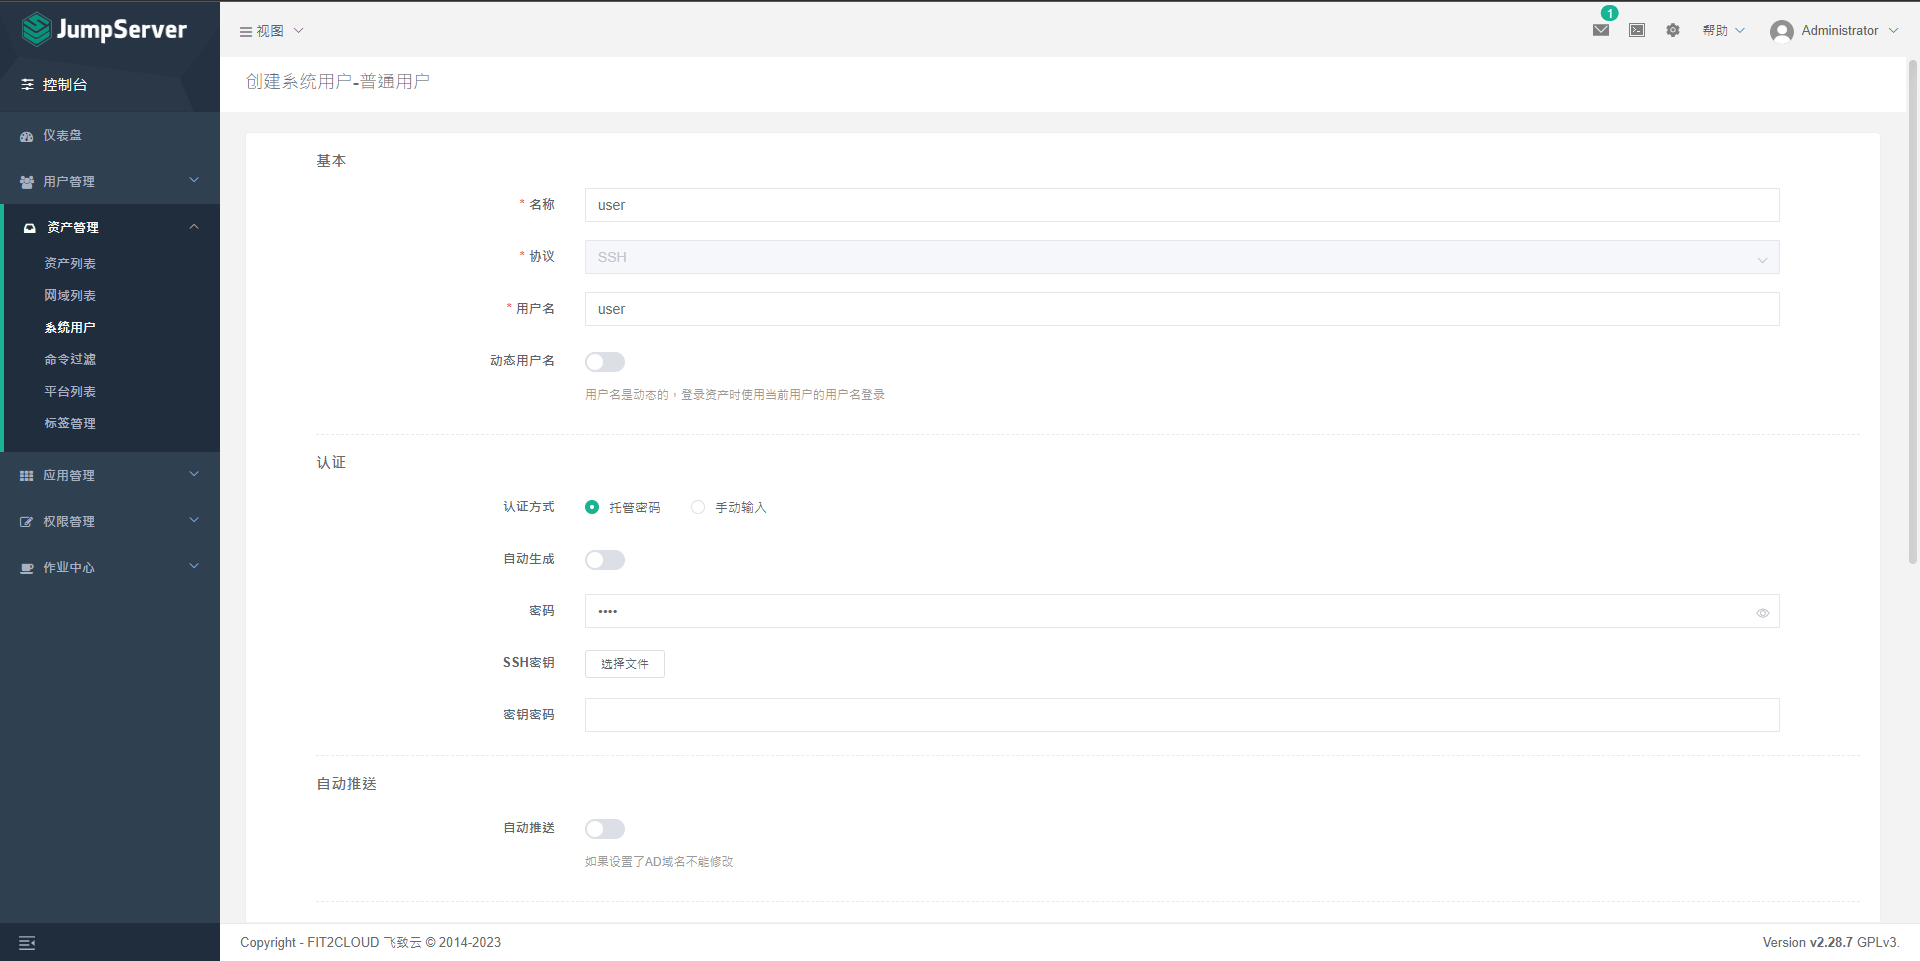 JumpServer
控制台
仪表盘
用户管理
资产管理
资产列表
网域列表
系统用户
命令过滤
平台列表
标签管理
应用管理
权限管理
作业中心
视图
1
帮助
Administrator
创建系统用户-普通用户
基本
* 名称
user
* 协议
SSH
* 用户名
user
动态用户名
用户名是动态的，登录资产时使用当前用户的用户名登录
认证
认证方式
托管密码
手动输入
自动生成
密码
••••
SSH密钥
选择文件
密钥密码
自动推送
自动推送
如果设置了AD域名不能修改
Copyright - FIT2CLOUD 飞致云 © 2014-2023
Version v2.28.7 GPLv3.